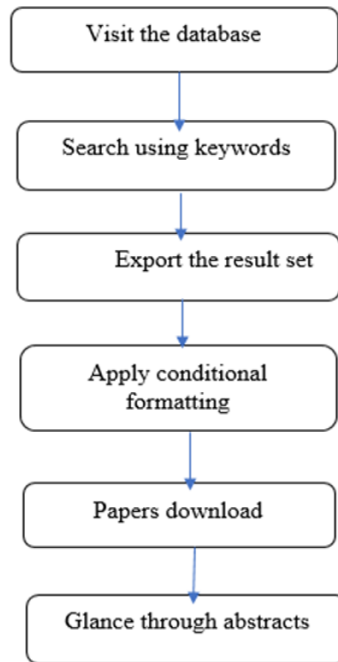 Visit the database
Search using keywords
Export the result set
Apply conditional
formatting
Papers download
Glance through abstracts